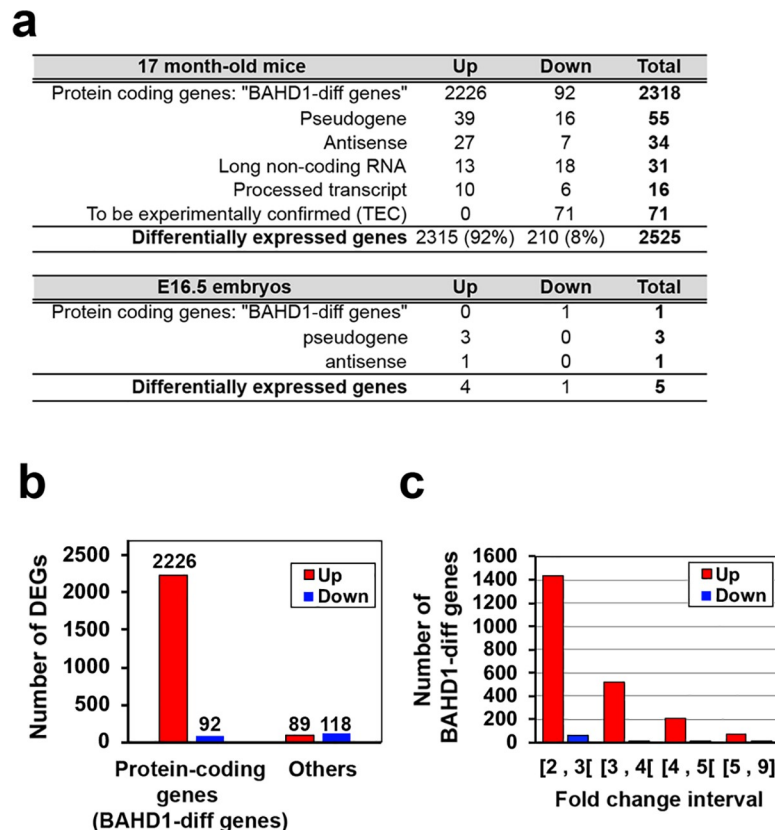 a
17 month-old mice Up Down Total
Protein coding genes: "BAHD1-diff genes" 2226 92 2318
Pseudogene 39 16 55
Antisense 27 7 34
Long non-coding RNA 13 18 31
Processed transcript 10 6 16
To be experimentally confirmed (TEC) 0 71 71
Differentially expressed genes 2315 (92%) 210 (8%) 2525
E16.5 embryos Up Down Total
Protein coding genes: "BAHD1-diff genes" 0 1 1
pseudogene 3 0 3
antisense 1 0 1
Differentially expressed genes 4 1 5
b
Number of DEGs
2500
2000
1500
1000
500
0
2226
92
89
118
Up
Down
Protein-coding
genes
(BAHD1-diff genes)
Others
c
Number of
BAHD1-diff genes
1600
1400
1200
1000
800
600
400
200
0
Up
Down
[2 , 3[ [3 , 4[ [4 , 5[ [5 , 9]
Fold change interval